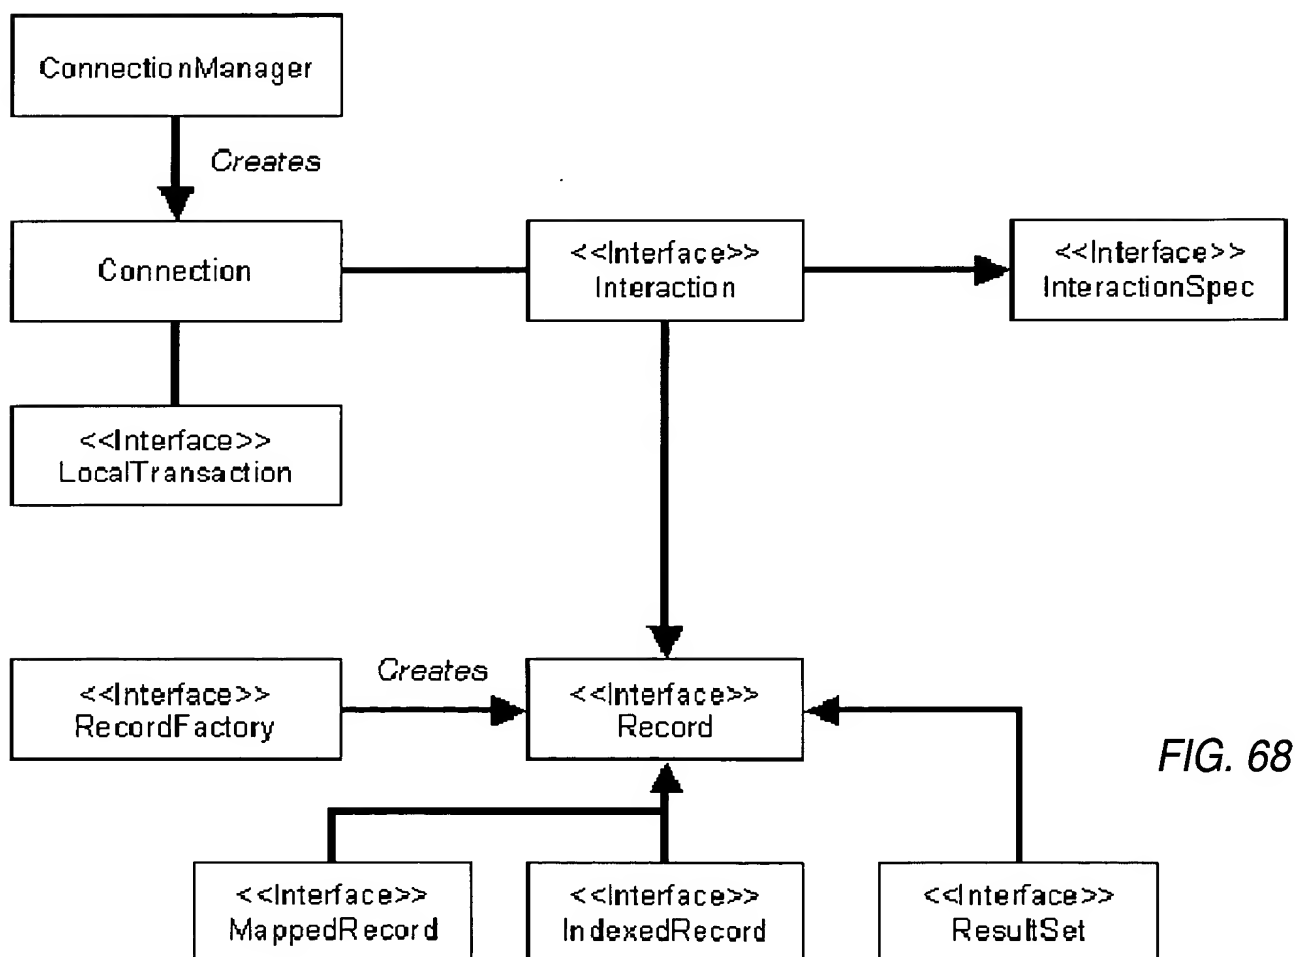 ConnectionManager
Creates
Connection
<<Interface>>
Interaction
<<Interface>>
InteractionSpec
<<Interface>>
LocalTransaction
<<Interface>>
RecordFactory
Creates
<<Interface>>
Record
FIG. 68
<<Interface>>
MappedRecord
<<Interface>>
IndexedRecord
<<Interface>>
ResultSet